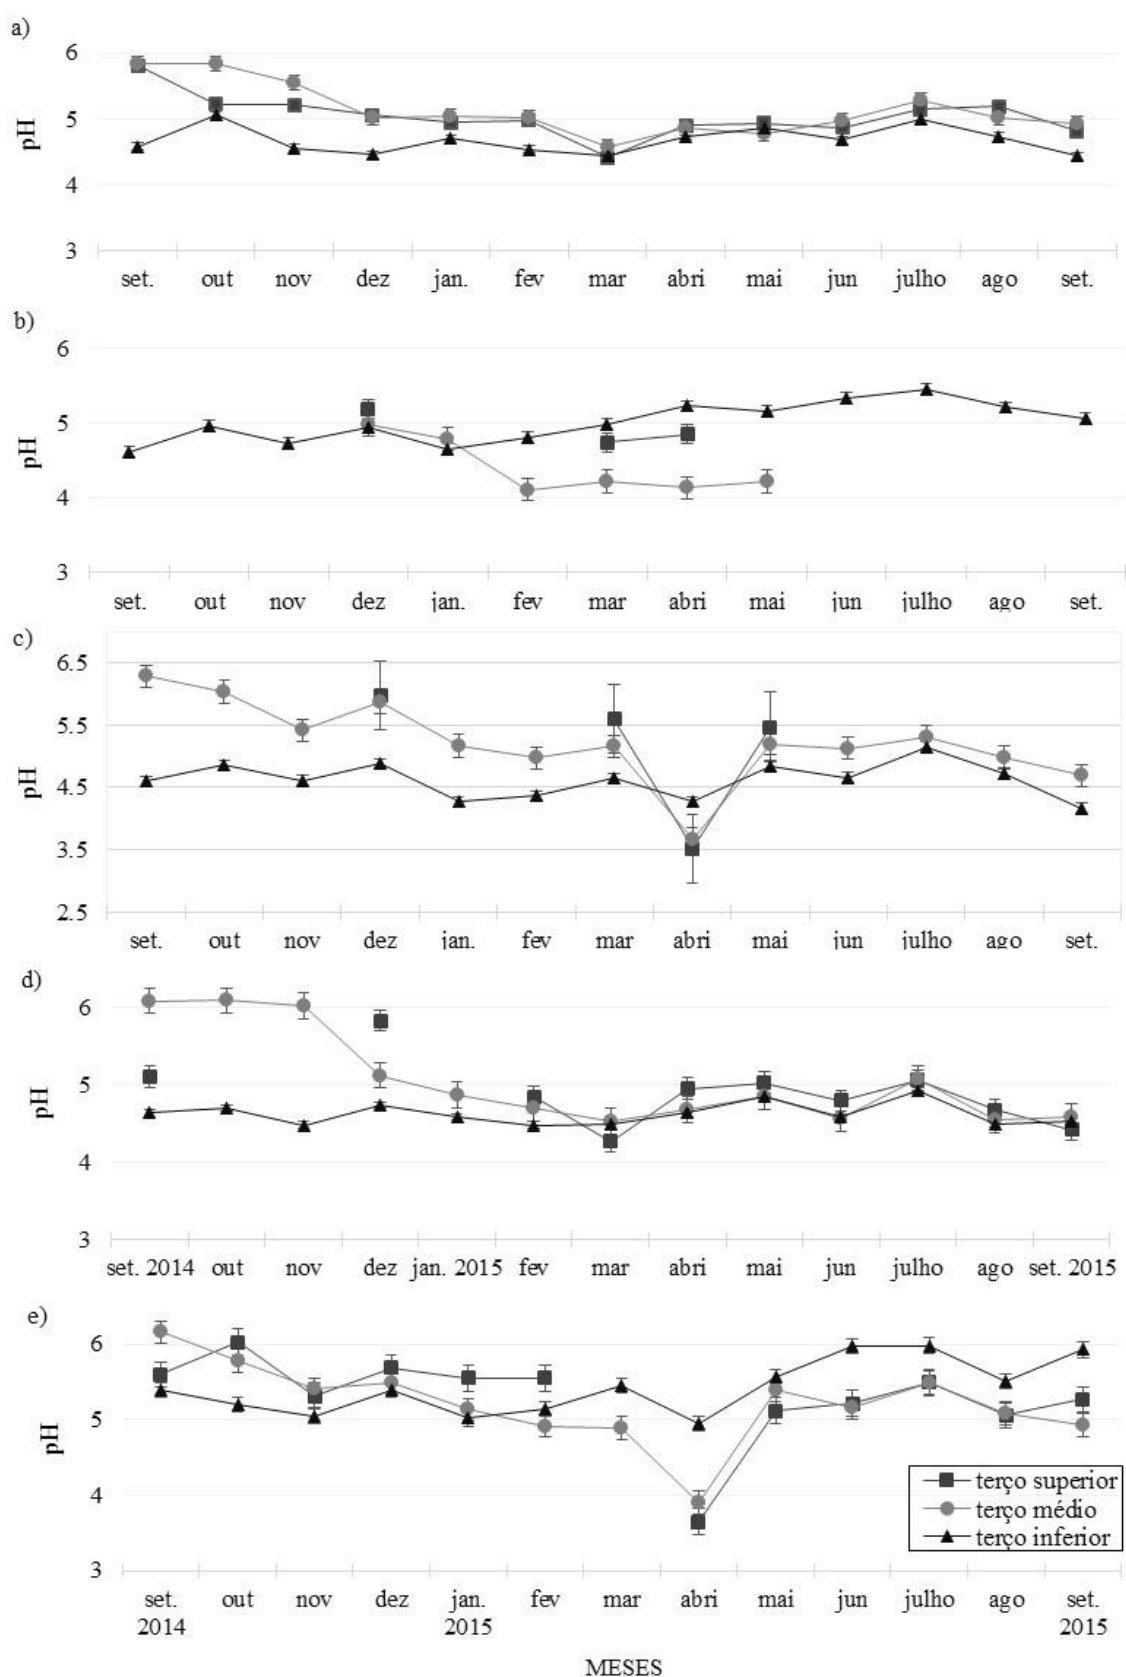 a)
6
5
4
3
pH
set. out nov dez jan. fev mar abri mai jun julho ago set.
b)
6
5
4
3
pH
set. out nov dez jan. fev mar abri mai jun julho ago set.
c)
6.5
5.5
4.5
3.5
2.5
pH
set. out nov dez jan. fev mar abri mai jun julho ago set.
d)
6
5
4
3
pH
set. 2014 out nov dez jan. 2015 fev mar abri mai jun julho ago set. 2015
e)
6
5
4
3
pH
terço superior
terço médio
terço inferior
set. out nov dez jan. fev mar abri mai jun julho ago set.
2014 2015 2015
MESES